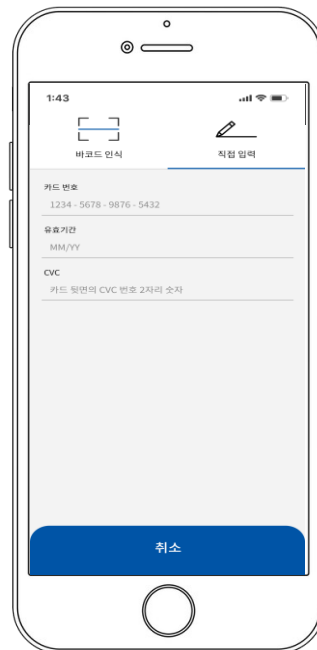 1:43
바코드 인식
직접 입력
카드 번호
1234 - 5678 - 9876 - 5432
유효기간
MM/YY
CVC
카드 뒷면의 CVC 번호 2자리 숫자
취소